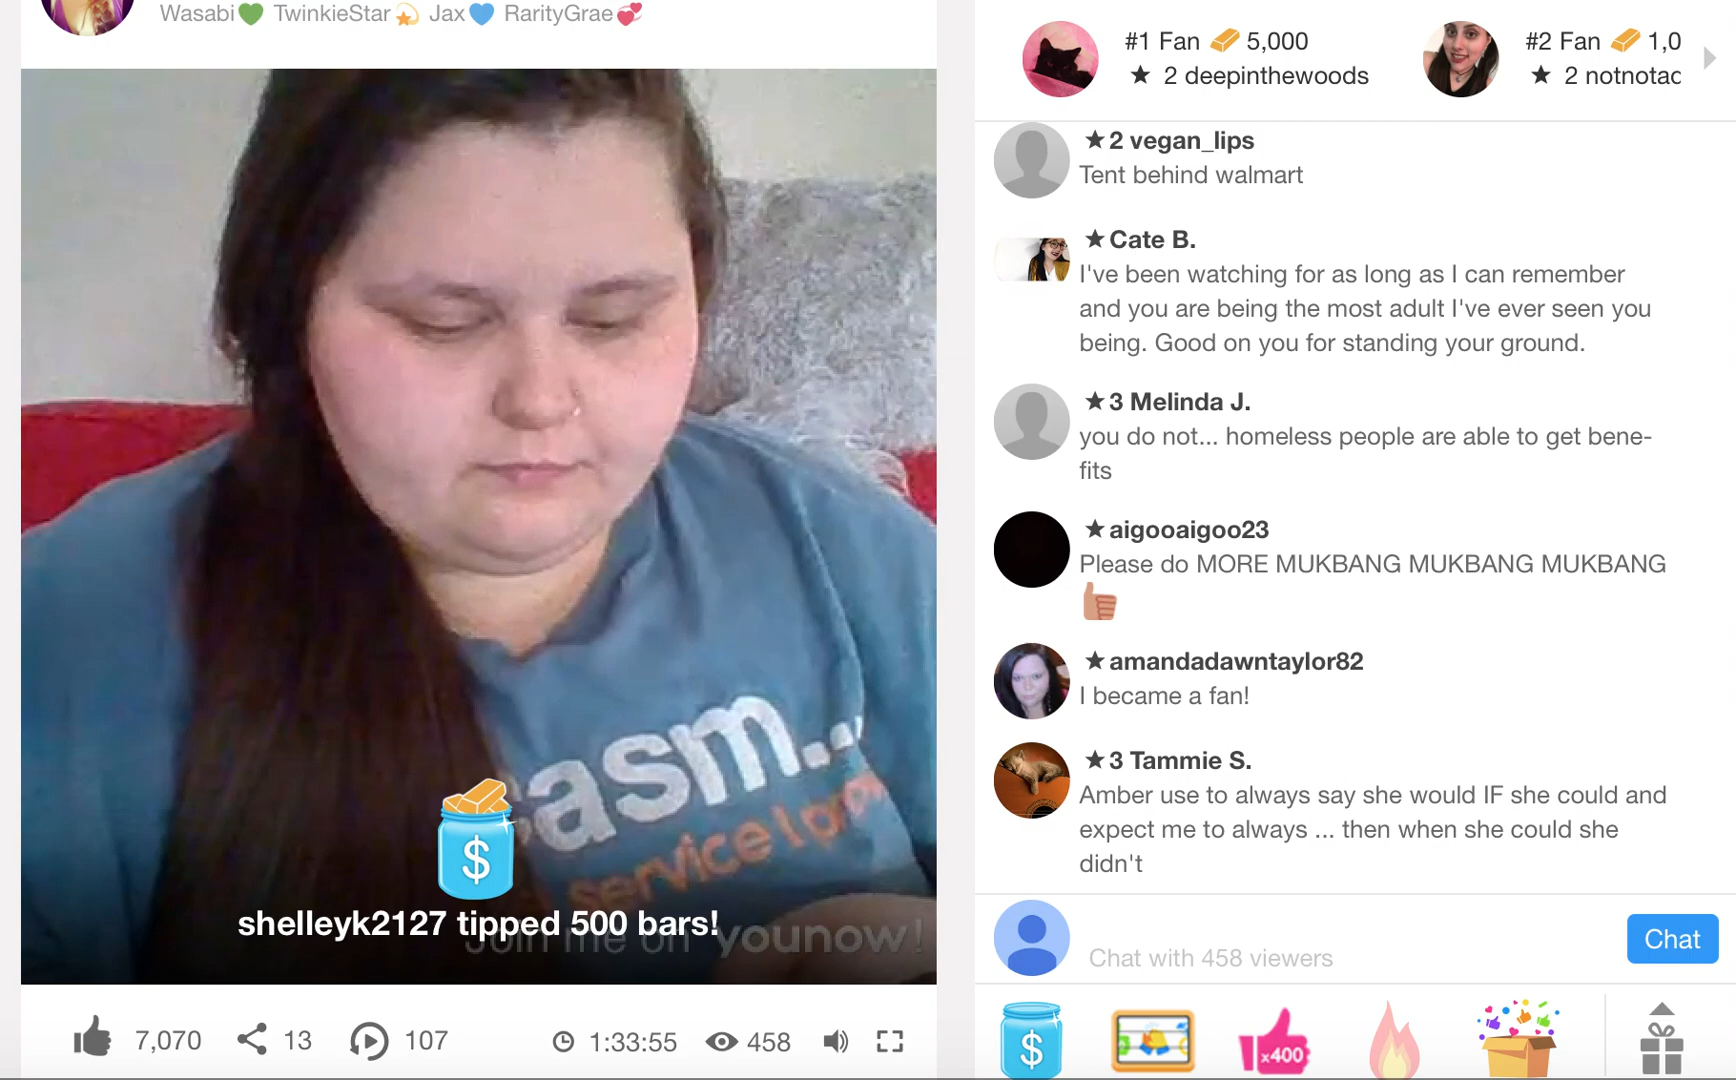 Wasabi💚 TwinkieStar💫 Jax💙 RarityGrae💞
asm...
service I prov
shelleyk2127 tipped 500 bars!
Join me on younow!
7,070
13
107
1:33:55
458
#1 Fan 5,000
★ 2 deepinthewoods
#2 Fan 1,0
★ 2 notnotac
★2 vegan_lips
Tent behind walmart
★Cate B.
I've been watching for as long as I can remember
and you are being the most adult I've ever seen you
being. Good on you for standing your ground.
★3 Melinda J.
you do not... homeless people are able to get bene-
fits
★aigooaigoo23
Please do MORE MUKBANG MUKBANG MUKBANG
👍
★amandadawntaylor82
I became a fan!
★3 Tammie S.
Amber use to always say she would IF she could and
expect me to always ... then when she could she
didn't
Chat with 458 viewers
Chat
$
$
x400